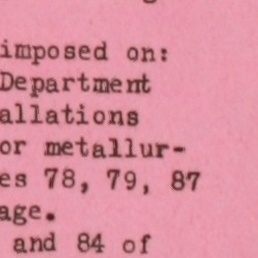 imposed on:
Department
allations
or metallur-
es 78, 79, 87
age.
and 84 of